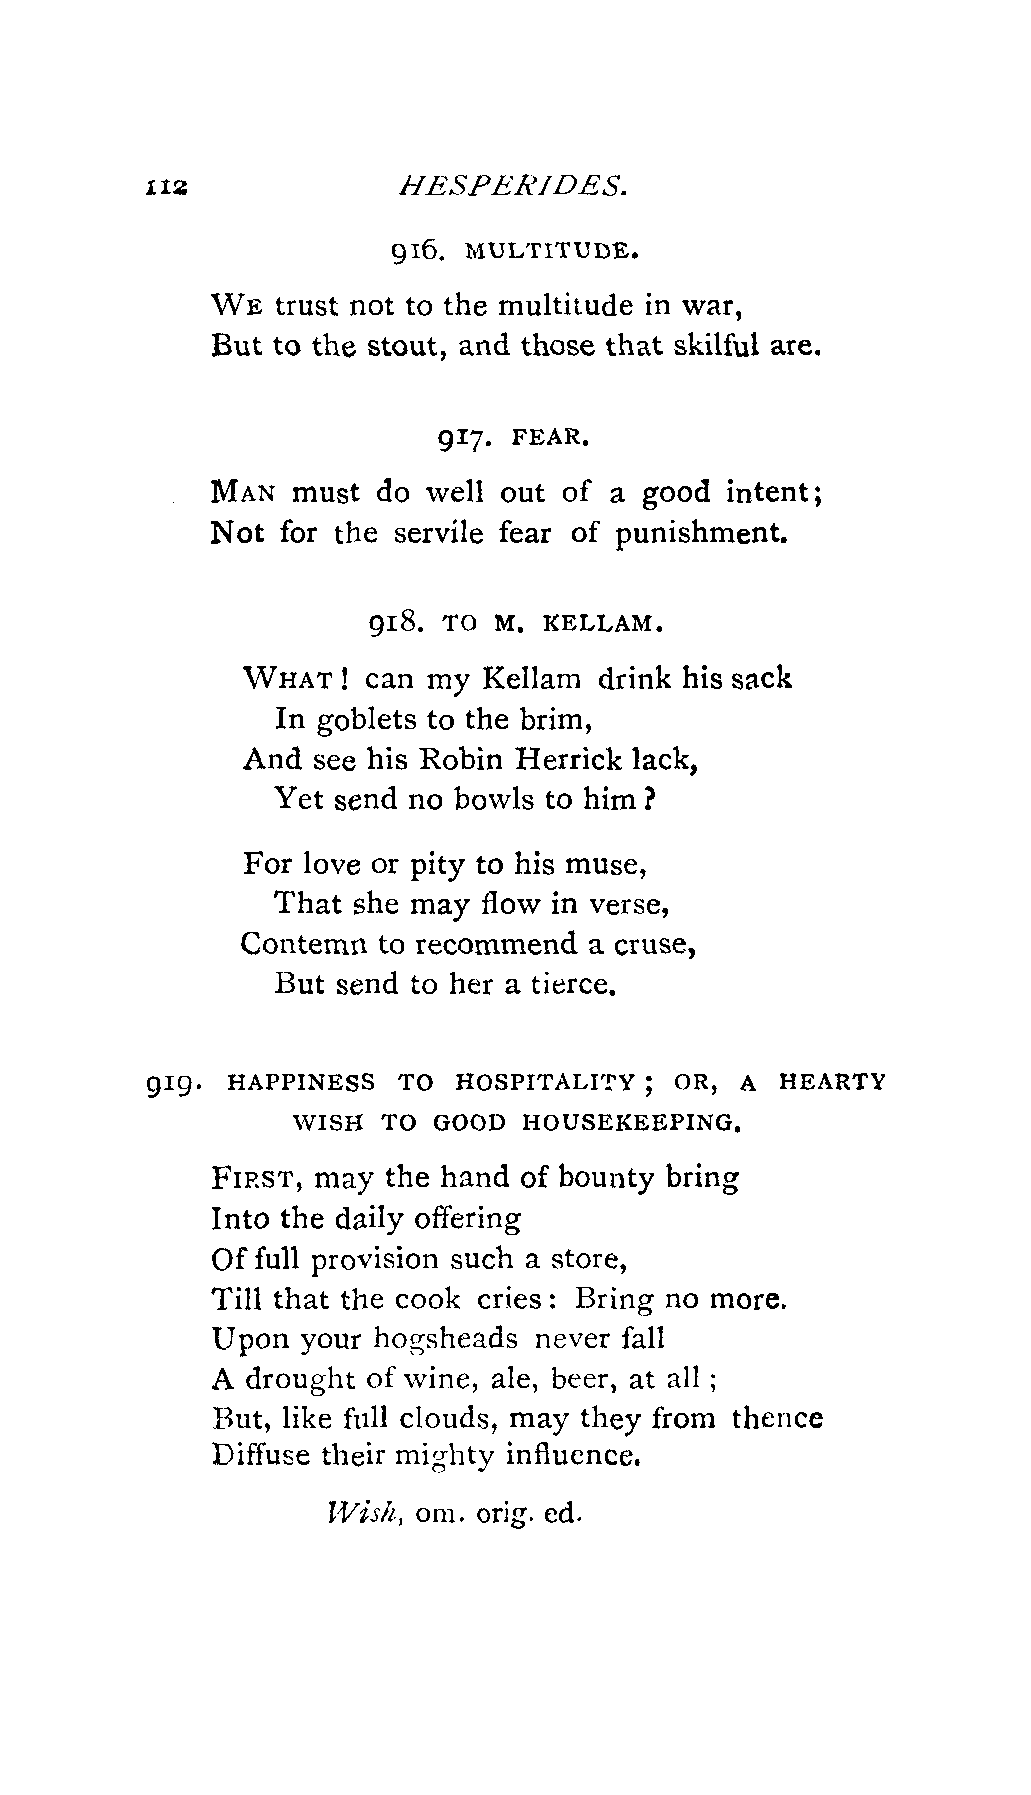 112 HESPERIDES.
916. MULTITUDE.
WE trust not to the multitude in war,
But to the stout, and those that skilful are.
917. FEAR.
MAN must do well out of a good intent;
Not for the servile fear of punishment.
918. TO M. KELLAM.
WHAT! can my Kellam drink his sack
In goblets to the brim,
And see his Robin Herrick lack,
Yet send no bowls to him?
For love or pity to his muse,
That she may flow in verse,
Contemn to recommend a cruse,
But send to her a tierce.
919. HAPPINESS TO HOSPITALITY; OR, A HEARTY
WISH TO GOOD HOUSEKEEPING.
FIRST, may the hand of bounty bring
Into the daily offering
Of full provision such a store,
Till that the cook cries: Bring no more.
Upon your hogsheads never fall
A drought of wine, ale, beer, at all;
But, like full clouds, may they from thence
Diffuse their mighty influence.
Wish, om. orig. ed.